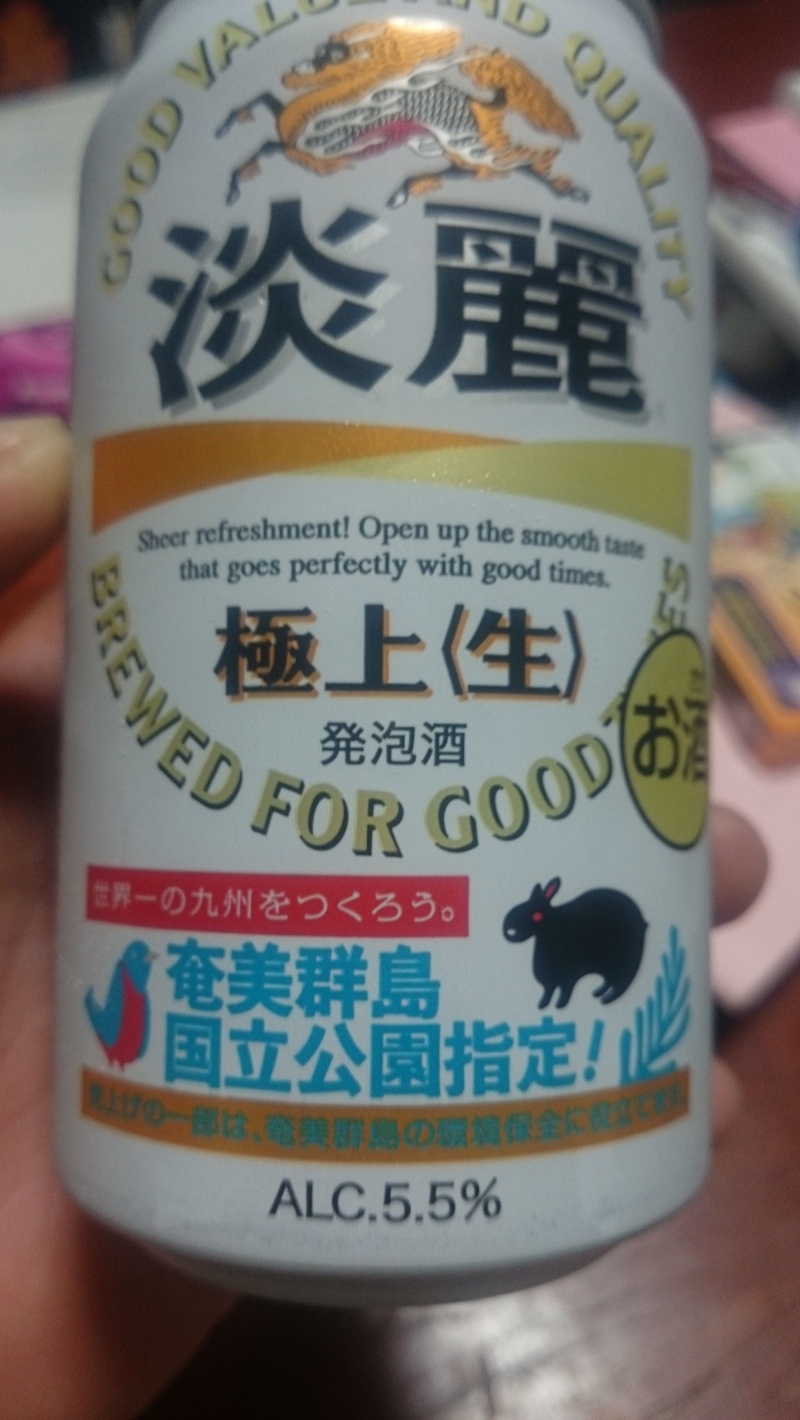 GOOD VALUE AND QUALITY
淡麗
Sheer refreshment! Open up the smooth taste
that goes perfectly with good times.
極上〈生〉
発泡酒
BREWED FOR GOOD
お酒
世界一の九州をつくろう。
奄美群島
国立公園指定!
売上げの一部は、奄美群島の環境保全に役立て
ALC.5.5%